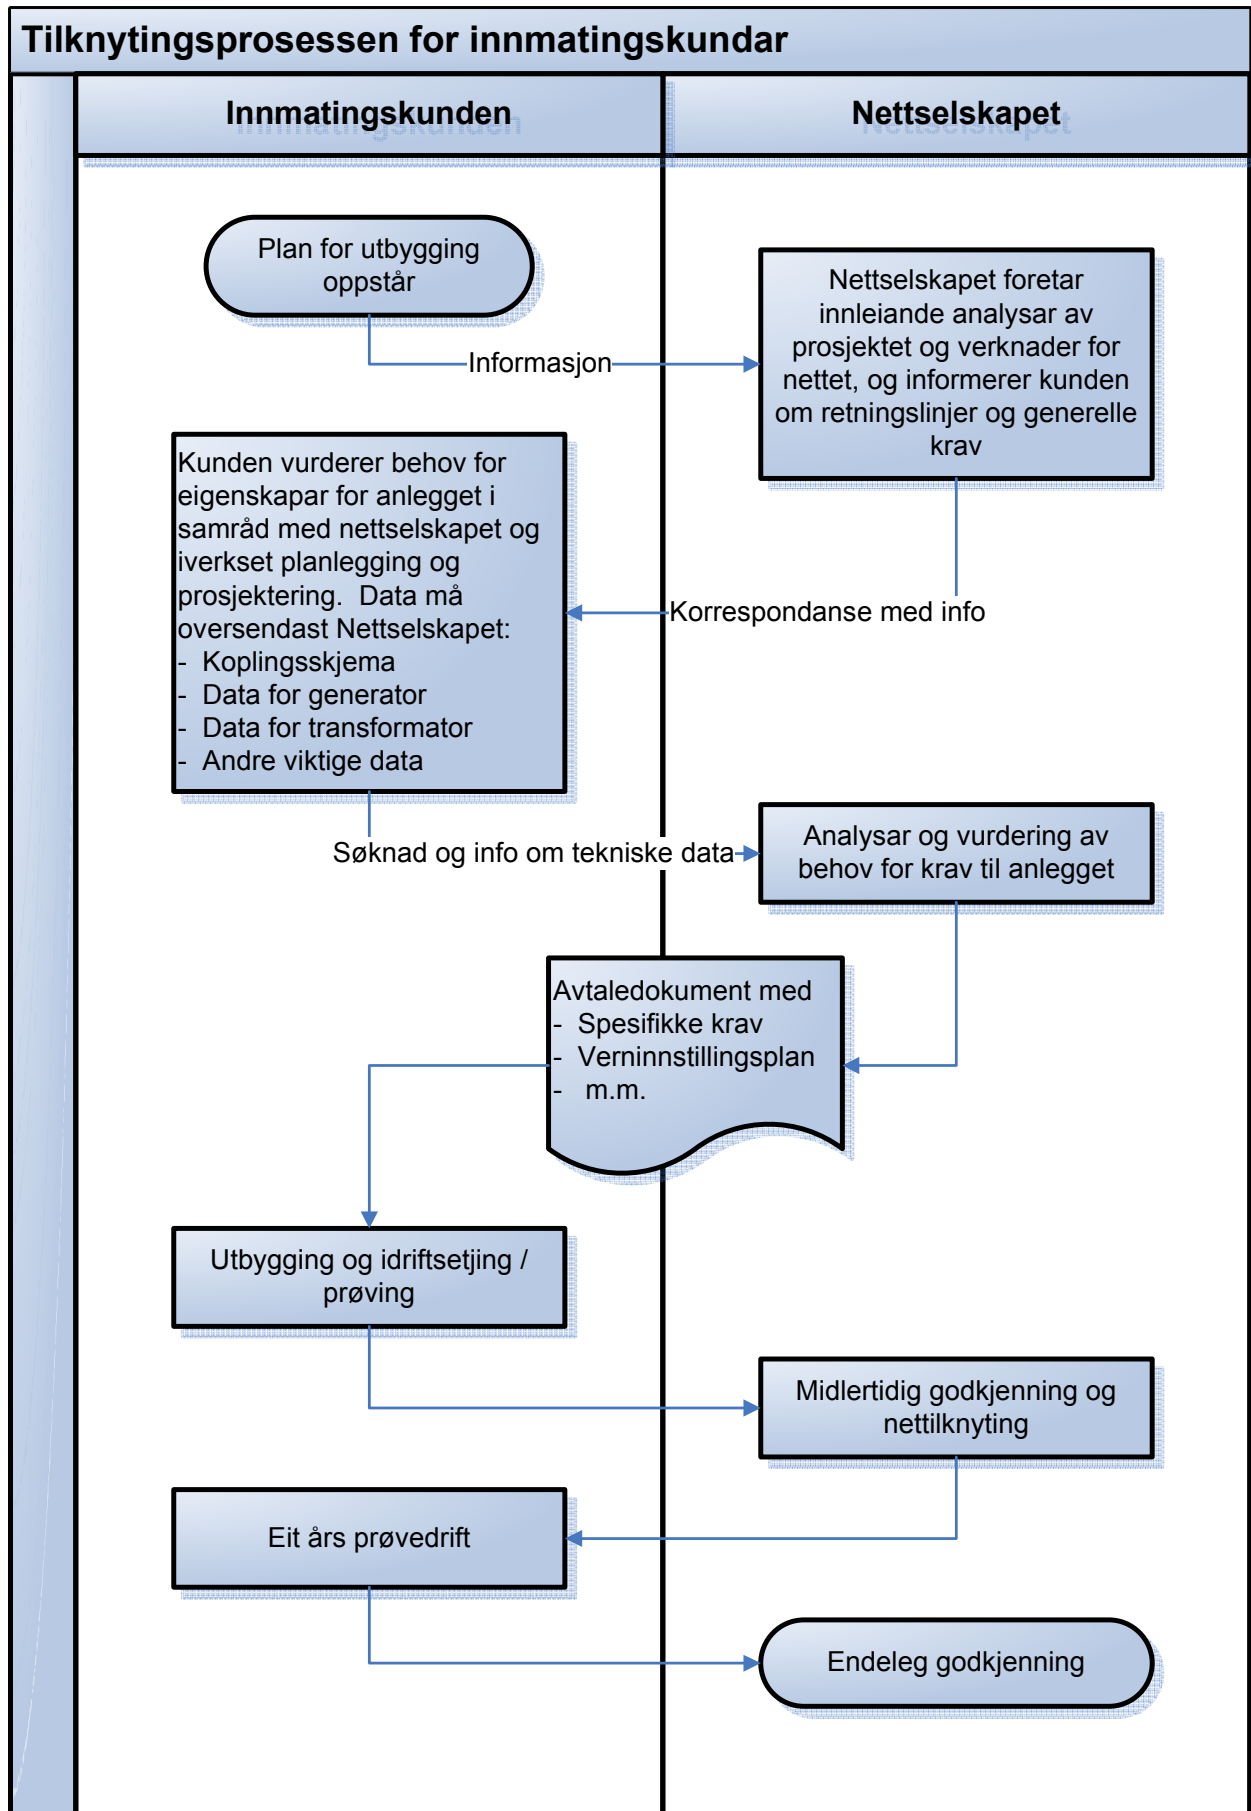 Tilknytingsprosessen for innmatingskundar
Innmatingskunden
Nettselskapet
Plan for utbygging
oppstår
Informasjon
Nettselskapet foretar
innleiande analysar av
prosjektet og verknader for
nettet, og informerer kunden
om retningslinjer og generelle
krav
Korrespondanse med info
Kunden vurderer behov for
eigenskapar for anlegget i
samråd med nettselskapet og
iverkset planlegging og
prosjektering.  Data må
oversendast Nettselskapet:
-  Koplingsskjema
-  Data for generator
-  Data for transformator
-  Andre viktige data
Søknad og info om tekniske data
Analysar og vurdering av
behov for krav til anlegget
Avtaledokument med
-  Spesifikke krav
-  Verninnstillingsplan
-  m.m.
Utbygging og idriftsetjing /
prøving
Midlertidig godkjenning og
nettilknyting
Eit års prøvedrift
Endeleg godkjenning